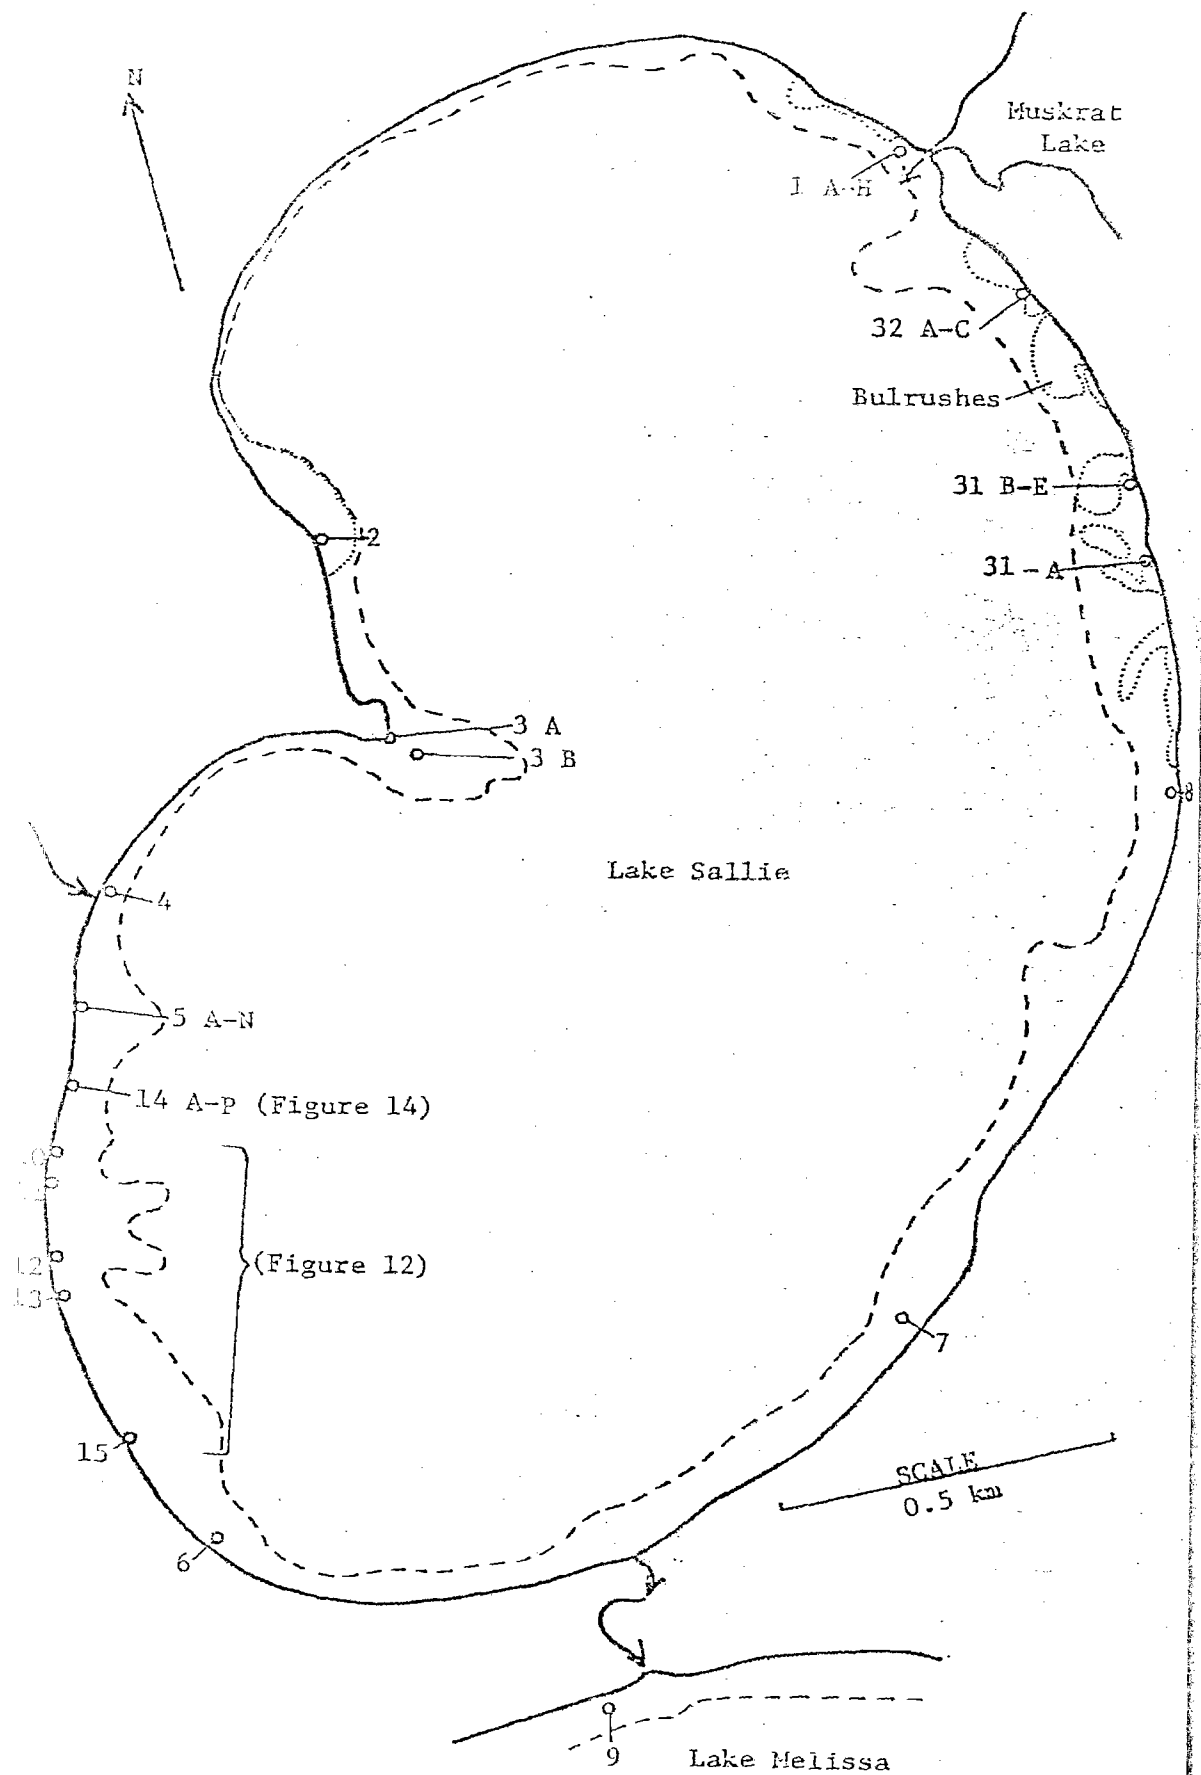 N
Muskrat
Lake
1 A-H
32 A-C
Bulrushes
31 B-E
2
31-A
3 A
3 B
8
Lake Sallie
4
5 A-N
14 A-P (Figure 14)
12
(Figure 12)
13
7
15
SCALE
0.5 km
6
9
Lake Melissa